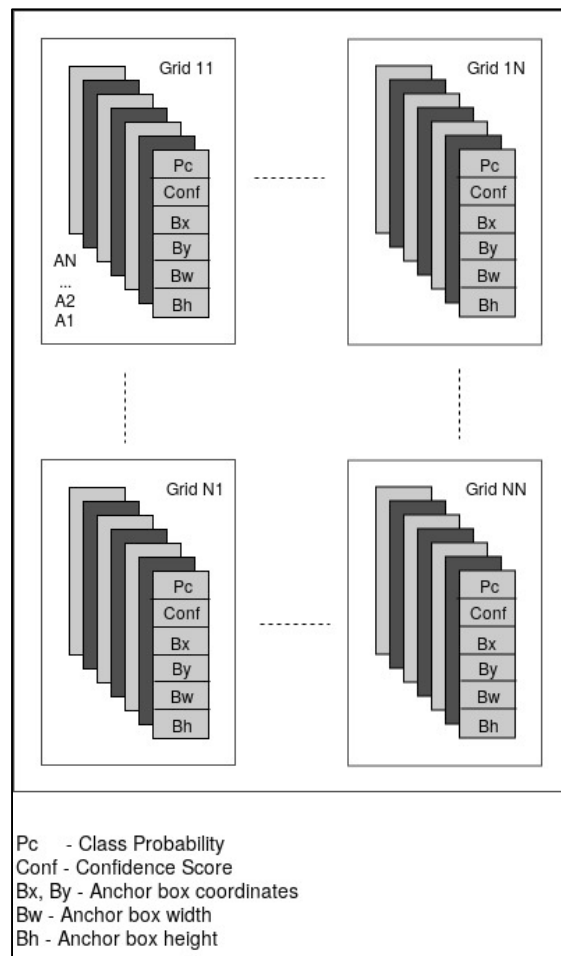 Grid 11
Pc
Conf
Bx
By
Bw
Bh
AN
...
A2
A1
Grid 1N
Pc
Conf
Bx
By
Bw
Bh
Grid N1
Pc
Conf
Bx
By
Bw
Bh
Grid NN
Pc
Conf
Bx
By
Bw
Bh
Pc - Class Probability
Conf - Confidence Score
Bx, By - Anchor box coordinates
Bw - Anchor box width
Bh - Anchor box height